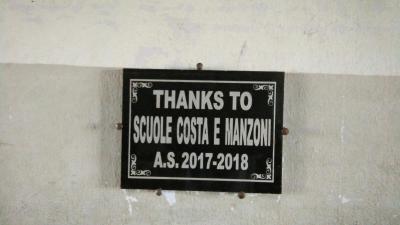 THANKS TO
SCUOLE COSTA E MANZONI
A.S. 2017-2018